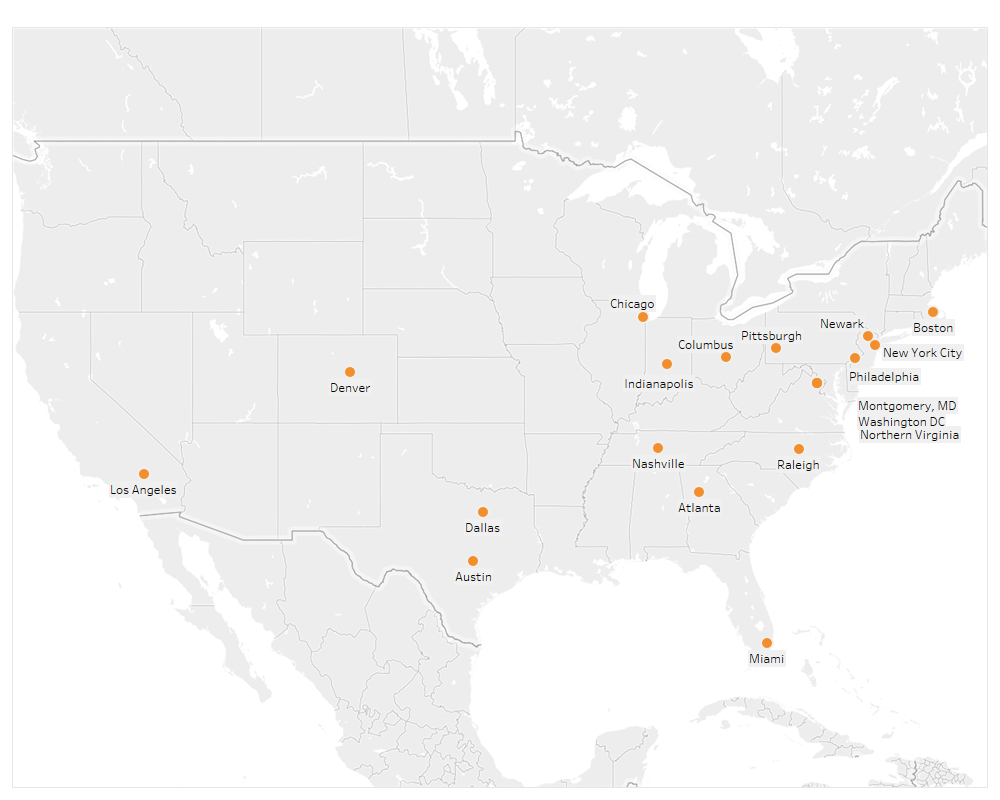 Chicago
Newark
Boston
Pittsburgh
Columbus
New York City
Indianapolis
Philadelphia
Denver
Montgomery, MD
Washington DC
Northern Virginia
Nashville
Raleigh
Los Angeles
Atlanta
Dallas
Austin
Miami